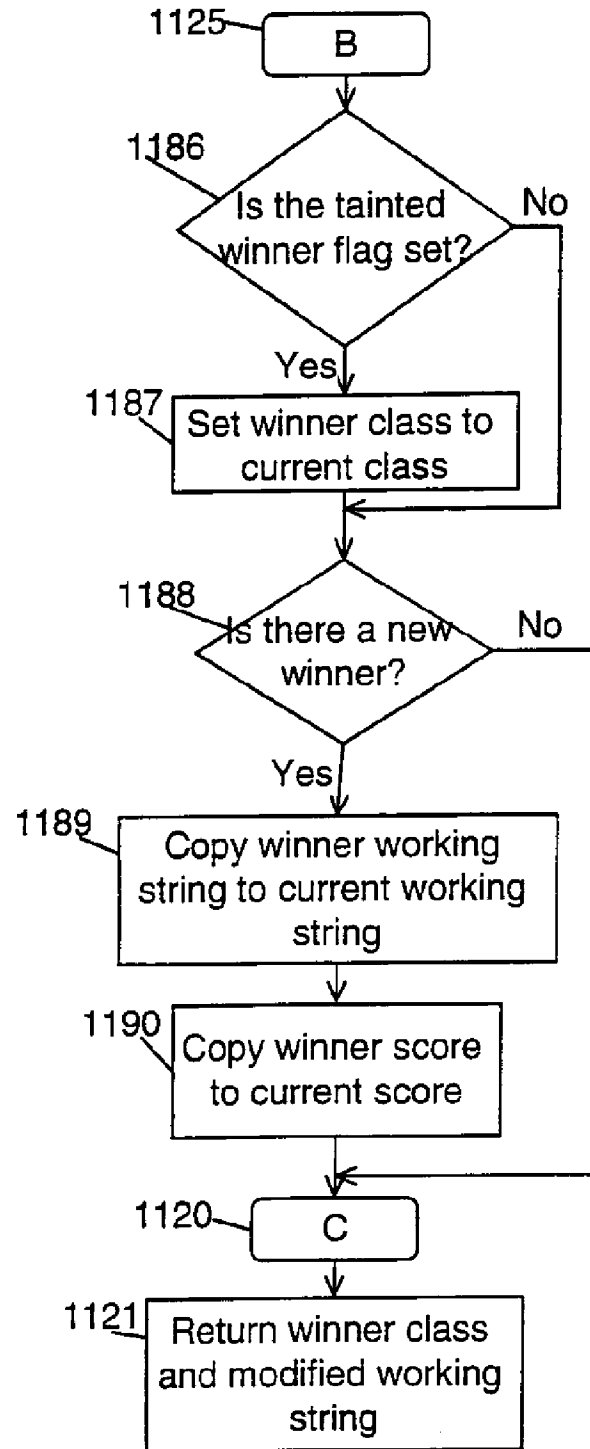 1125
B
1186
Is the tainted
winner flag set?
No
Yes
1187
Set winner class to
current class
1188
Is there a new
winner?
No
Yes
1189
Copy winner working
string to current working
string
1190
Copy winner score
to current score
1120
C
1121
Return winner class
and modified working
string